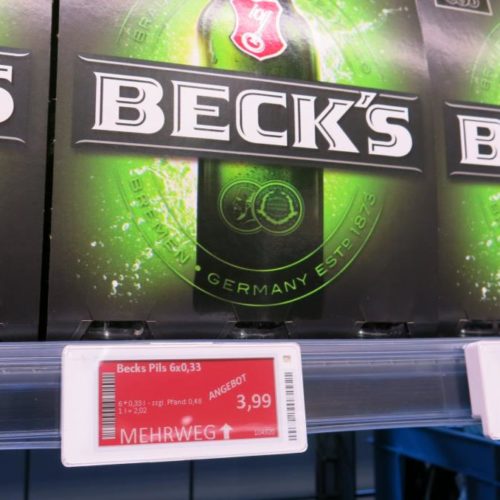 BECK'S
BREMEN • GERMANY ESTD 1873
Becks Pils 6x0,33
ANGEBOT
6 * 0,33 l - zzgl. Pfand: 0,48
1 l = 2,02
3,99
MEHRWEG